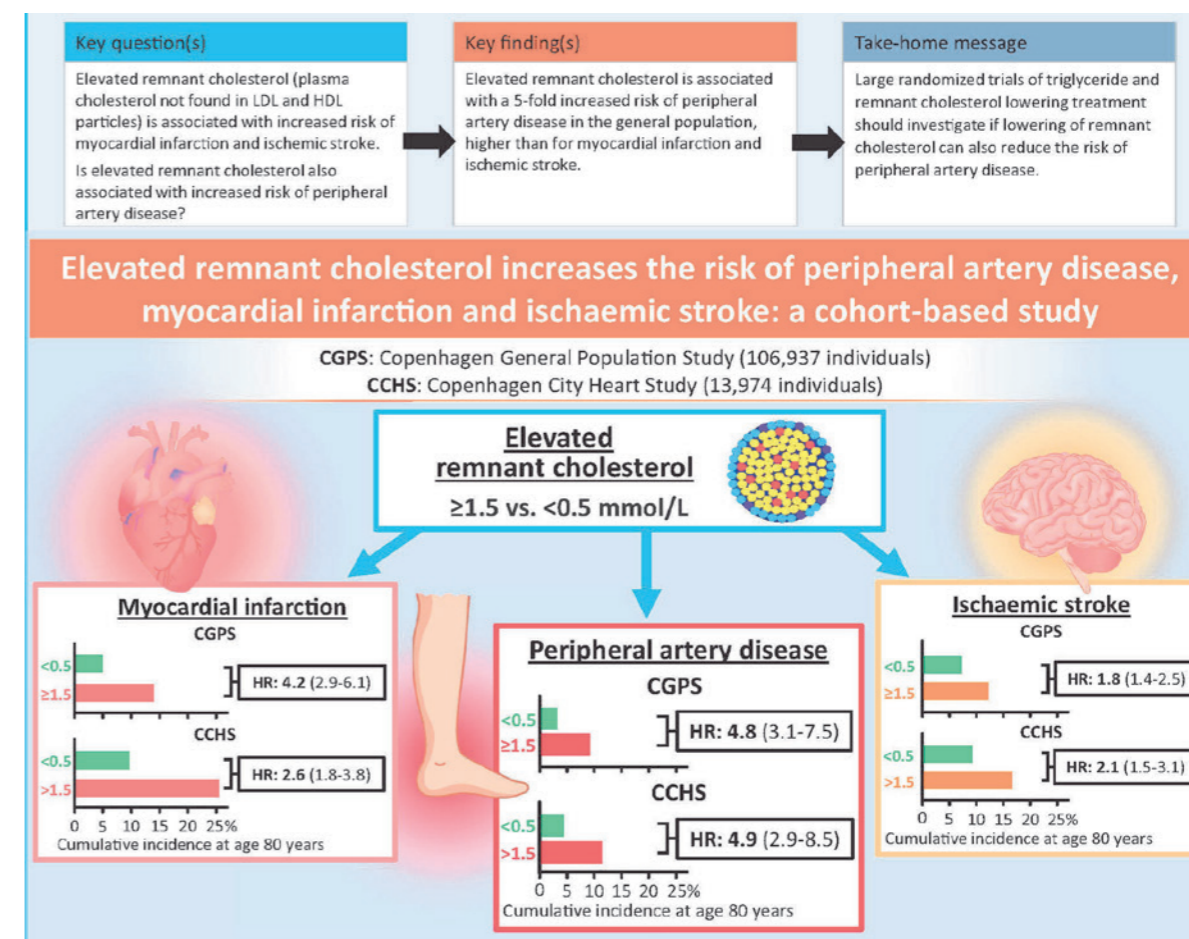 Key question(s)
Elevated remnant cholesterol (plasma
cholesterol not found in LDL and HDL
particles) is associated with increased risk of
myocardial infarction and ischemic stroke.
Is elevated remnant cholesterol also
associated with increased risk of peripheral
artery disease?
Key finding(s)
Elevated remnant cholesterol is associated
with a 5-fold increased risk of peripheral
artery disease in the general population,
higher than for myocardial infarction and
ischemic stroke.
Take-home message
Large randomized trials of triglyceride and
remnant cholesterol lowering treatment
should investigate if lowering of remnant
cholesterol can also reduce the risk of
peripheral artery disease.
Elevated remnant cholesterol increases the risk of peripheral artery disease,
myocardial infarction and ischaemic stroke: a cohort-based study
CGPS: Copenhagen General Population Study (106,937 individuals)
CCHS: Copenhagen City Heart Study (13,974 individuals)
Elevated
remnant cholesterol
≥1.5 vs. <0.5 mmol/L
Myocardial infarction
CGPS
<0.5
≥1.5
HR: 4.2 (2.9-6.1)
CCHS
<0.5
>1.5
HR: 2.6 (1.8-3.8)
0 5 10 15 20 25%
Cumulative incidence at age 80 years
Peripheral artery disease
CGPS
<0.5
≥1.5
HR: 4.8 (3.1-7.5)
CCHS
<0.5
>1.5
HR: 4.9 (2.9-8.5)
0 5 10 15 20 25%
Cumulative incidence at age 80 years
Ischaemic stroke
CGPS
<0.5
≥1.5
HR: 1.8 (1.4-2.5)
CCHS
<0.5
>1.5
HR: 2.1 (1.5-3.1)
0 5 10 15 20 25%
Cumulative incidence at age 80 years